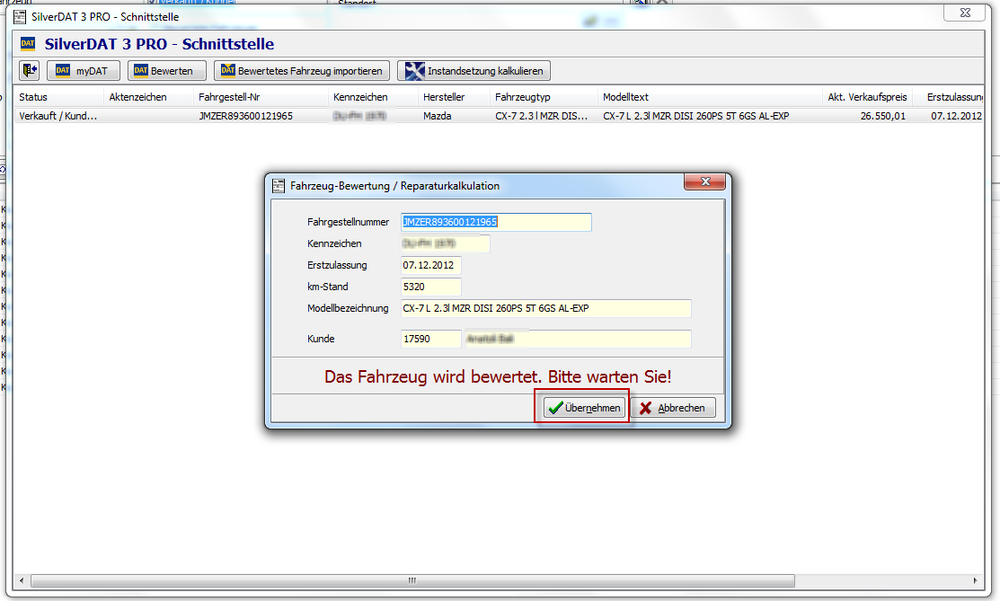 SilverDAT 3 PRO - Schnittstelle
DAT SilverDAT 3 PRO - Schnittstelle
DAT myDAT DAT Bewerten DAT Bewertetes Fahrzeug importieren Instandsetzung kalkulieren
Status Aktenzeichen Fahrgestell-Nr Kennzeichen Hersteller Fahrzeugtyp Modelltext Akt. Verkaufspreis Erstzulassung
Verkauft / Kund... JMZER893600121965 Mazda CX-7 2.3 l MZR DIS... CX-7 L 2.3l MZR DISI 260PS 5T 6GS AL-EXP 26.550,01 07.12.2012
Fahrzeug-Bewertung / Reparaturkalkulation
Fahrgestellnummer JMZER893600121965
Kennzeichen
Erstzulassung 07.12.2012
km-Stand 5320
Modellbezeichnung CX-7 L 2.3l MZR DISI 260PS 5T 6GS AL-EXP
Kunde 17590
Das Fahrzeug wird bewertet. Bitte warten Sie!
Übernehmen Abbrechen